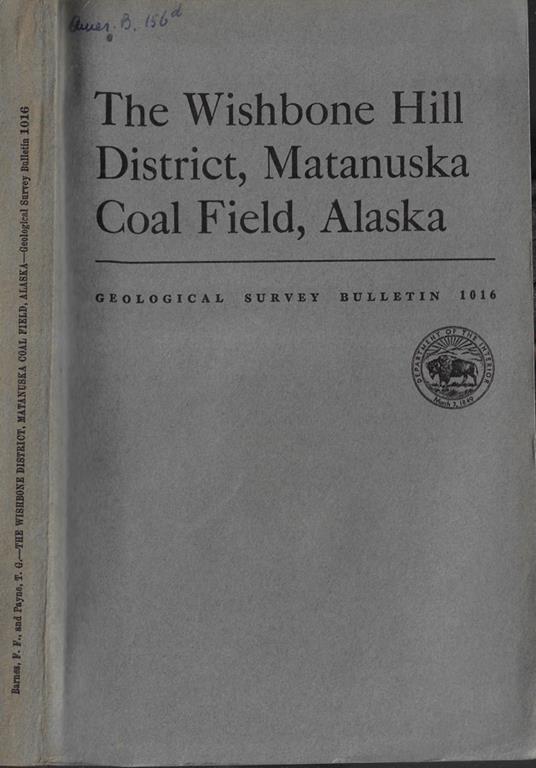 Amer. B. 156d
The Wishbone Hill
District, Matanuska
Coal Field, Alaska
GEOLOGICAL SURVEY BULLETIN 1016
DEPARTMENT OF THE INTERIOR
March 3, 1849
Barnes, F. F., and Payne, T. G.—THE WISHBONE DISTRICT, MATANUSKA COAL FIELD, ALASKA—Geological Survey Bulletin 1016